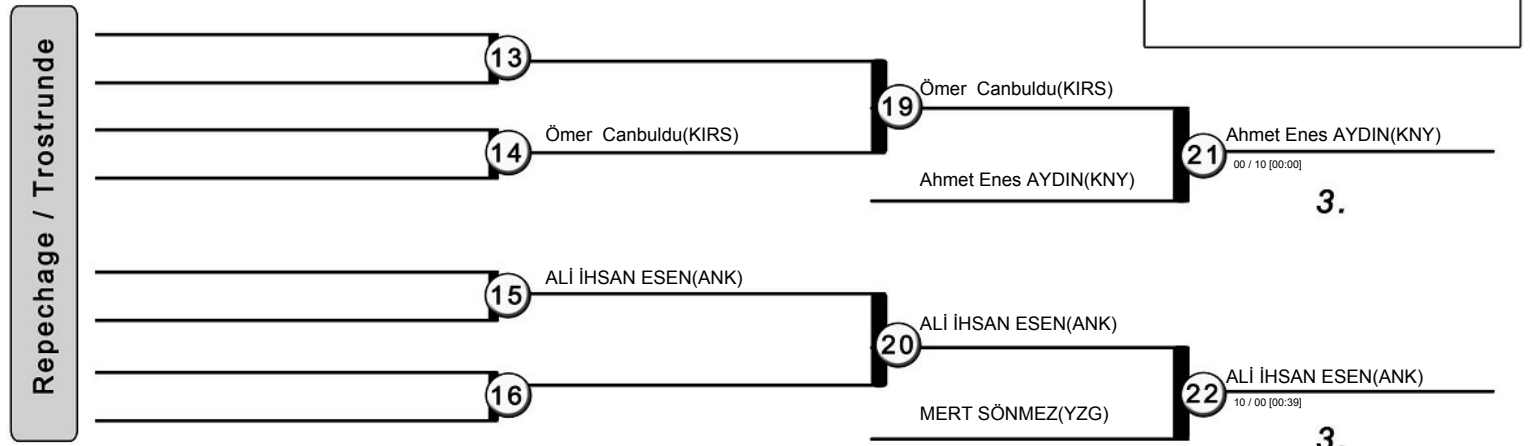 Repechage / Trostrunde
13
Ömer Canbuldu(KIRS)
14
Ömer Canbuldu(KIRS)
19
Ahmet Enes AYDIN(KNY)
Ahmet Enes AYDIN(KNY)
21
00 / 10 [00:00]
3.
ALİ İHSAN ESEN(ANK)
15
ALİ İHSAN ESEN(ANK)
20
16
MERT SÖNMEZ(YZG)
ALİ İHSAN ESEN(ANK)
22
10 / 00 [00:39]
3.